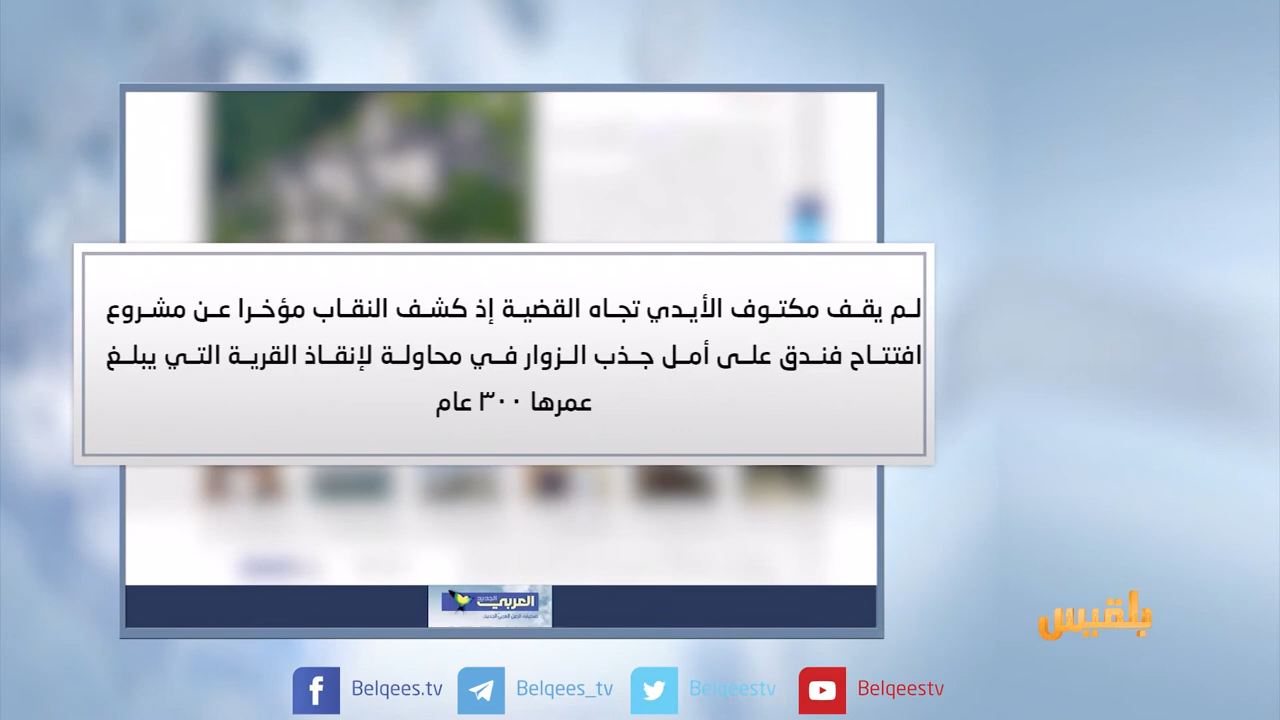 لم يقف مكتوف الأيدي تجاه القضية إذ كشف النقاب مؤخرا عن مشروع
افتتاح فندق على أمل جذب الزوار في محاولة لإنقاذ القرية التي يبلغ
عمرها ٣٠٠ عام
العربي الجديد
بلقيس
Belqees.tv
Belqees_tv
Belqeestv
Belqeestv